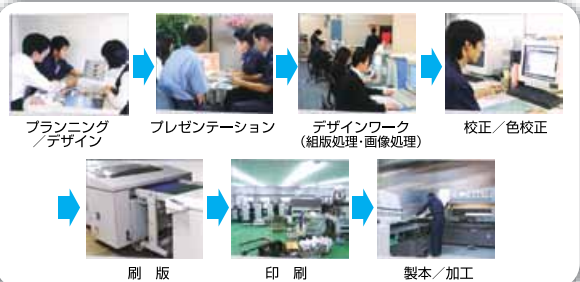 プランニング
／デザイン
プレゼンテーション
デザインワーク
（組版処理・画像処理）
校正／色校正
刷　版
印　刷
製本／加工